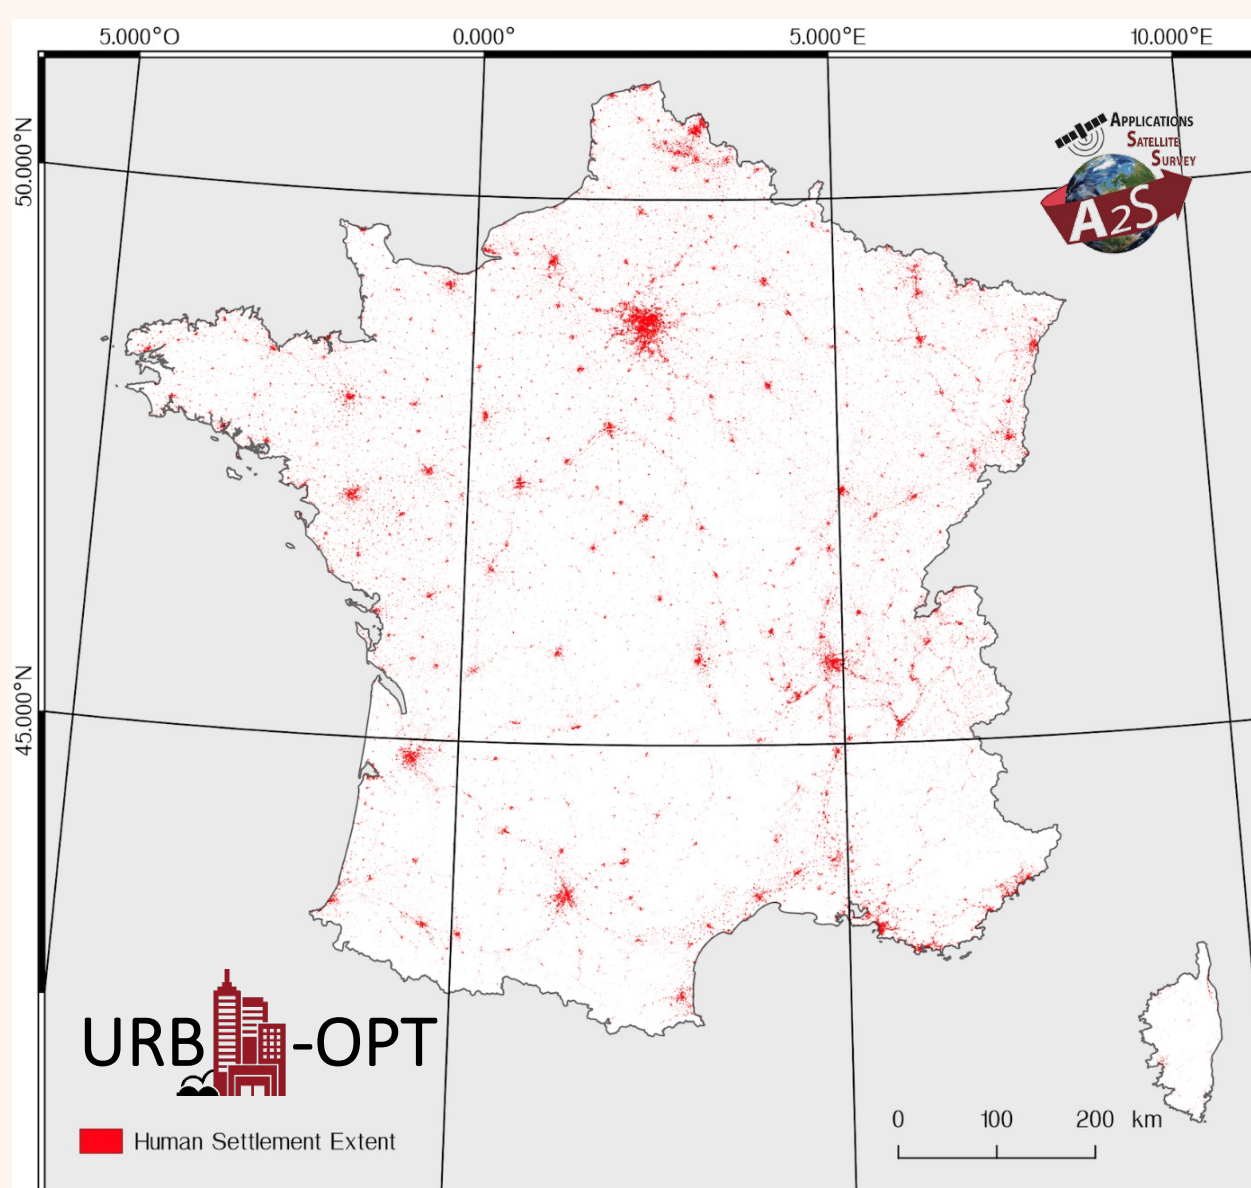 5.000°O 0.000° 5.000°E 10.000°E
50.000°N
45.000°N
APPLICATIONS
SATELLITE
SURVEY
A2S
URB -OPT
Human Settlement Extent
0 100 200 km